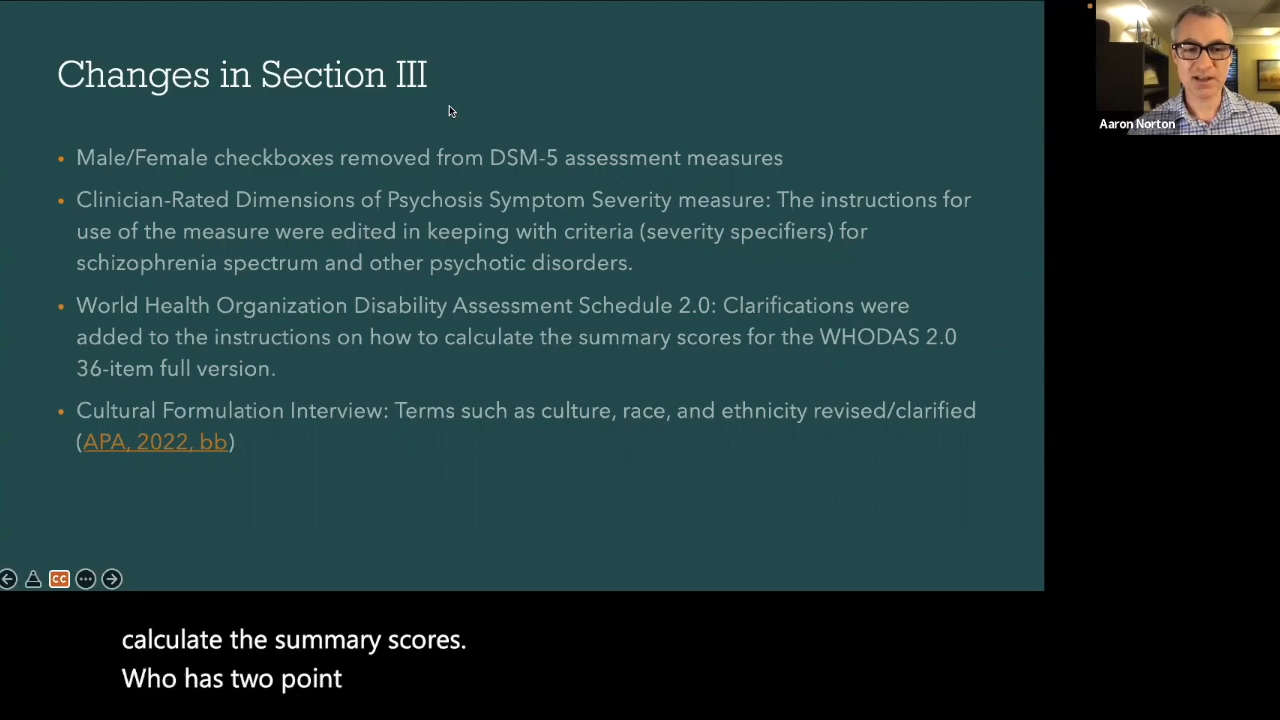 Changes in Section III
Aaron Norton
• Male/Female checkboxes removed from DSM-5 assessment measures
• Clinician-Rated Dimensions of Psychosis Symptom Severity measure: The instructions for
use of the measure were edited in keeping with criteria (severity specifiers) for
schizophrenia spectrum and other psychotic disorders.
• World Health Organization Disability Assessment Schedule 2.0: Clarifications were
added to the instructions on how to calculate the summary scores for the WHODAS 2.0
36-item full version.
• Cultural Formulation Interview: Terms such as culture, race, and ethnicity revised/clarified
(APA, 2022, bb)
CC
calculate the summary scores.
Who has two point